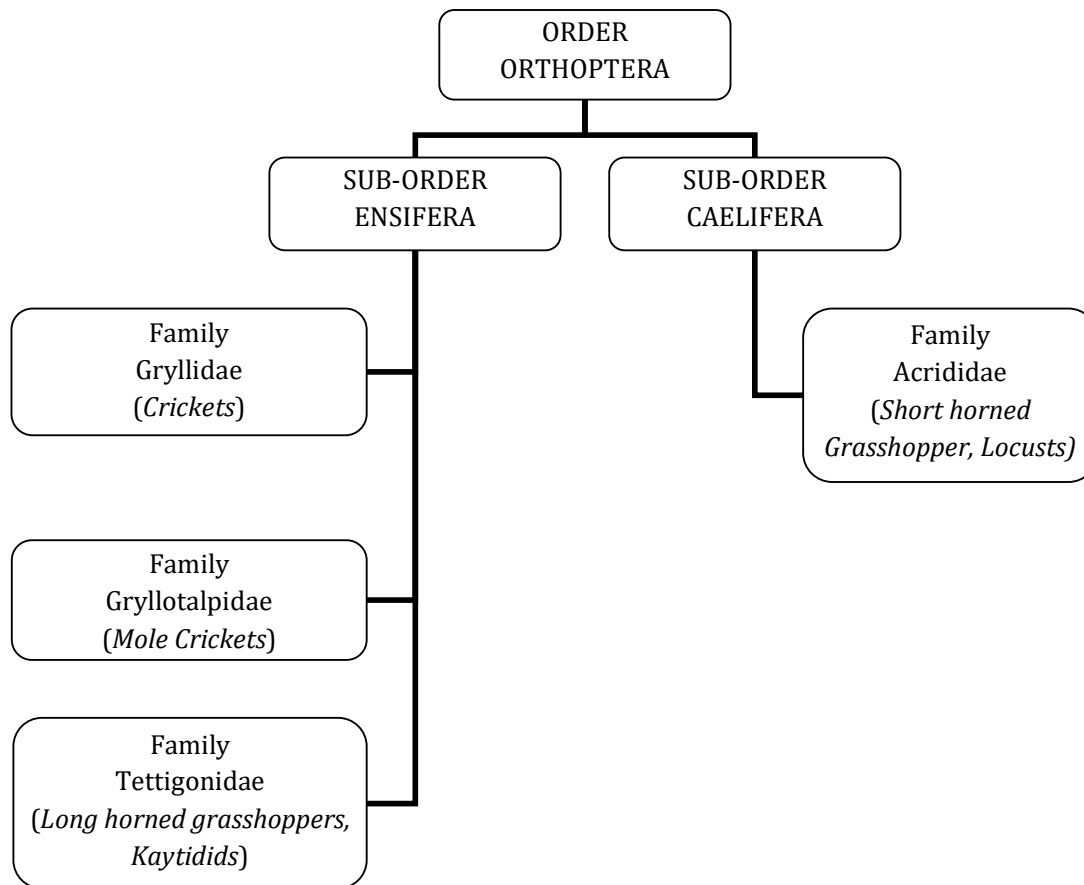 ORDER
ORTHOPTERA
SUB-ORDER
ENSIFERA
SUB-ORDER
CAELIFERA
Family
Gryllidae
(Crickets)
Family
Acrididae
(Short horned
Grasshopper, Locusts)
Family
Gryllotalpidae
(Mole Crickets)
Family
Tettigonidae
(Long horned grasshoppers,
Kaytidids)